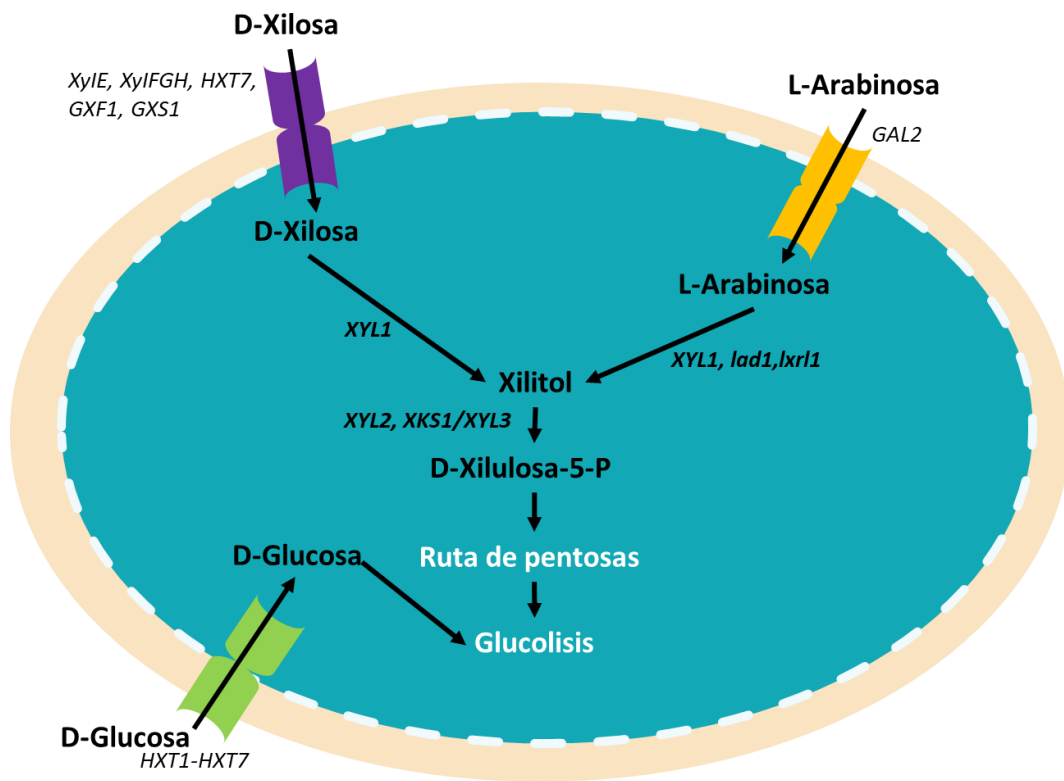 D-Xilosa
XylE, XylFGH, HXT7,
GXF1, GXS1
L-Arabinosa
GAL2
D-Xilosa
L-Arabinosa
XYL1
XYL1, lad1,lxrl1
Xilitol
XYL2, XKS1/XYL3
D-Xilulosa-5-P
D-Glucosa
Ruta de pentosas
Glucolisis
D-Glucosa
HXT1-HXT7